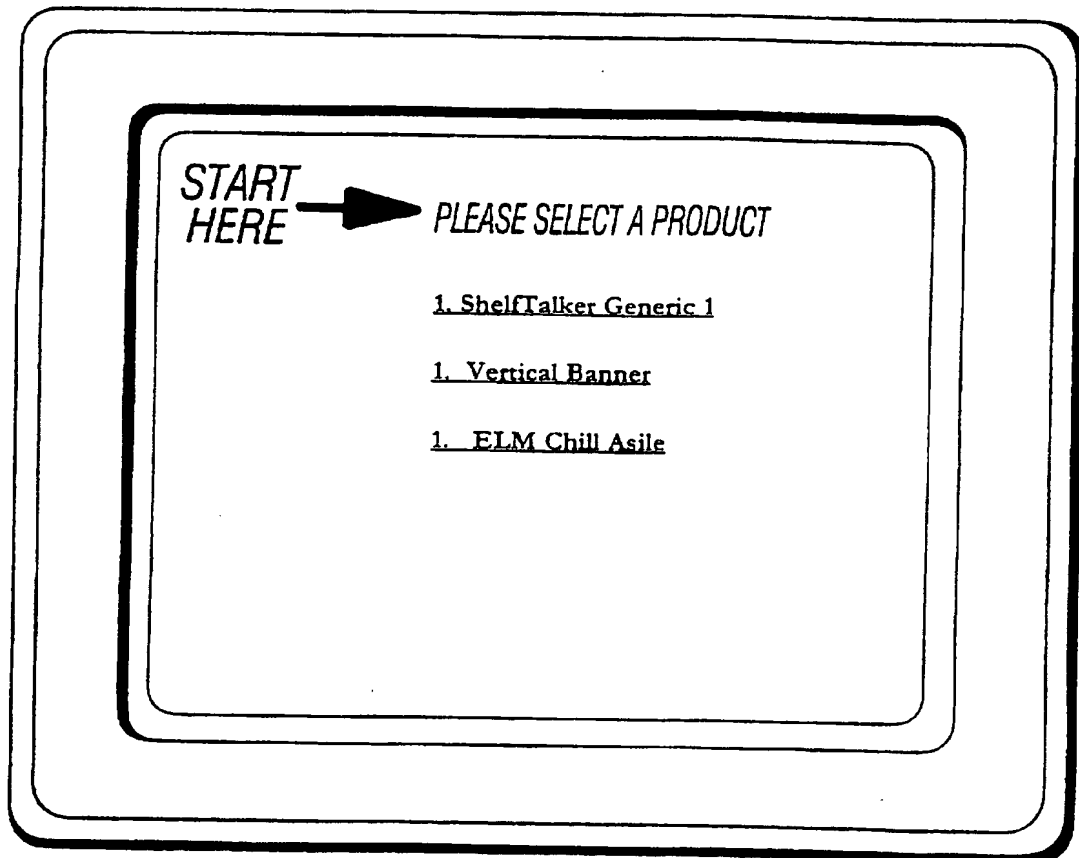 START
HERE
PLEASE SELECT A PRODUCT
1. ShelfTalker Generic 1
1. Vertical Banner
1. ELM Chill Asile